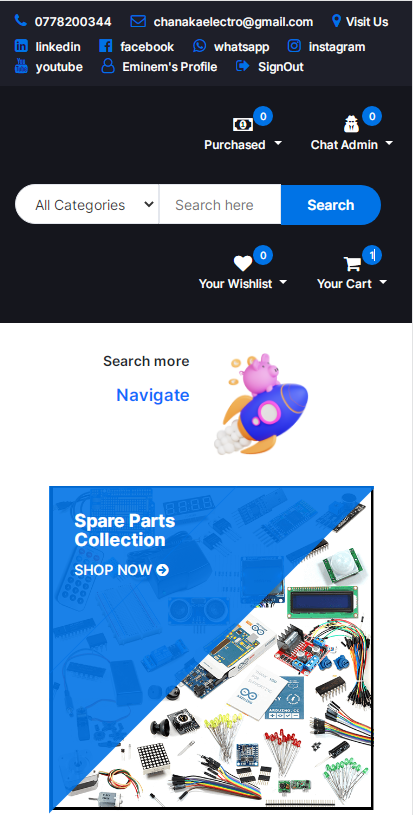 0778200344 chanakaelectro@gmail.com Visit Us
linkedin facebook whatsapp instagram
youtube Eminem's Profile SignOut
0 0
Purchased Chat Admin
All Categories Search here Search
0 1
Your Wishlist Your Cart
Search more
Navigate
Spare Parts
Collection
SHOP NOW
ARDUINO